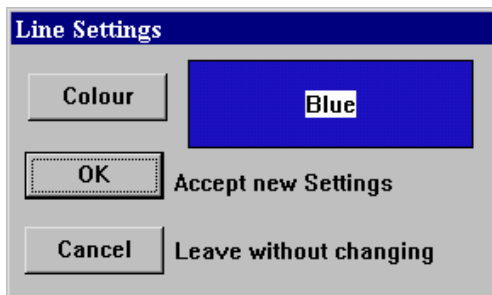 Line Settings
Colour Blue
OK Accept new Settings
Cancel Leave without changing